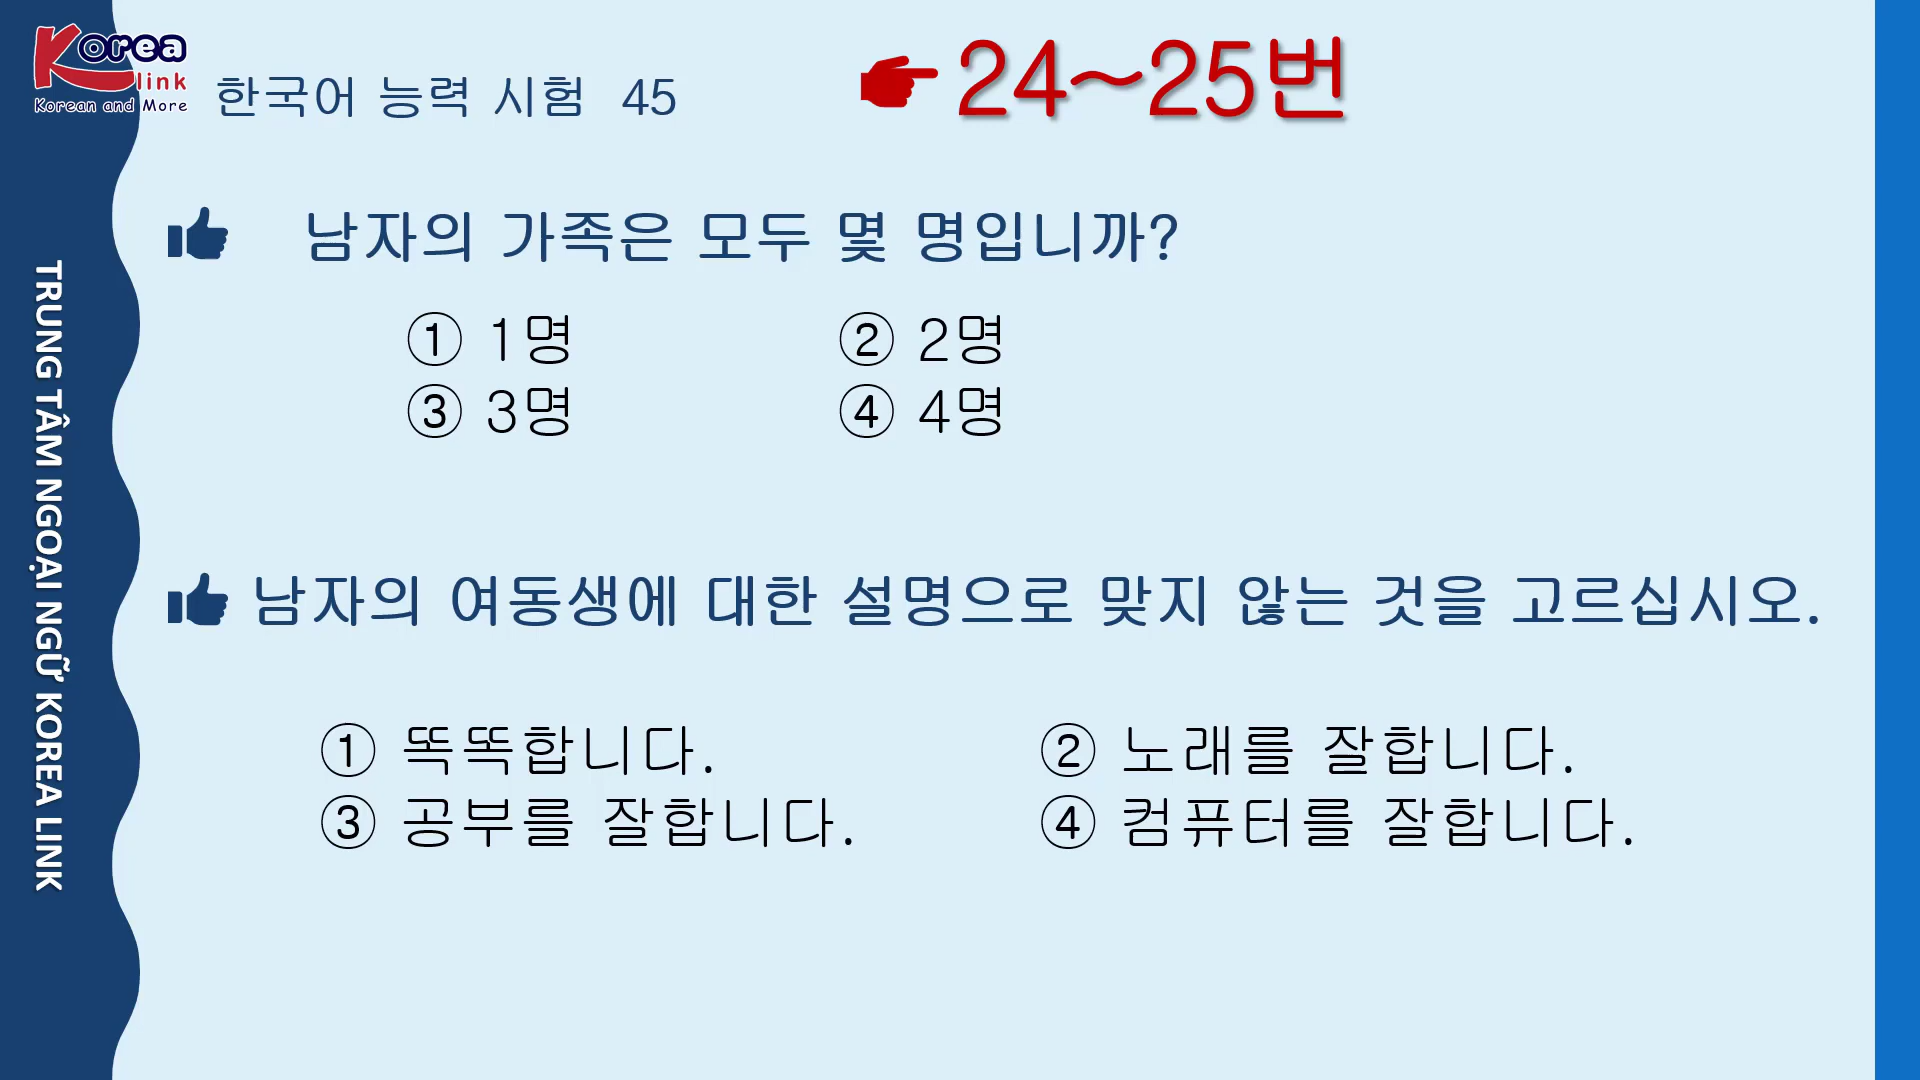 Korea
link
Korean and More
한국어 능력 시험 45
24~25번
남자의 가족은 모두 몇 명입니까?
① 1명 ② 2명
③ 3명 ④ 4명
남자의 여동생에 대한 설명으로 맞지 않는 것을 고르십시오.
① 똑똑합니다. ② 노래를 잘합니다.
③ 공부를 잘합니다. ④ 컴퓨터를 잘합니다.
TRUNG TÂM NGOẠI NGỮ KOREA LINK